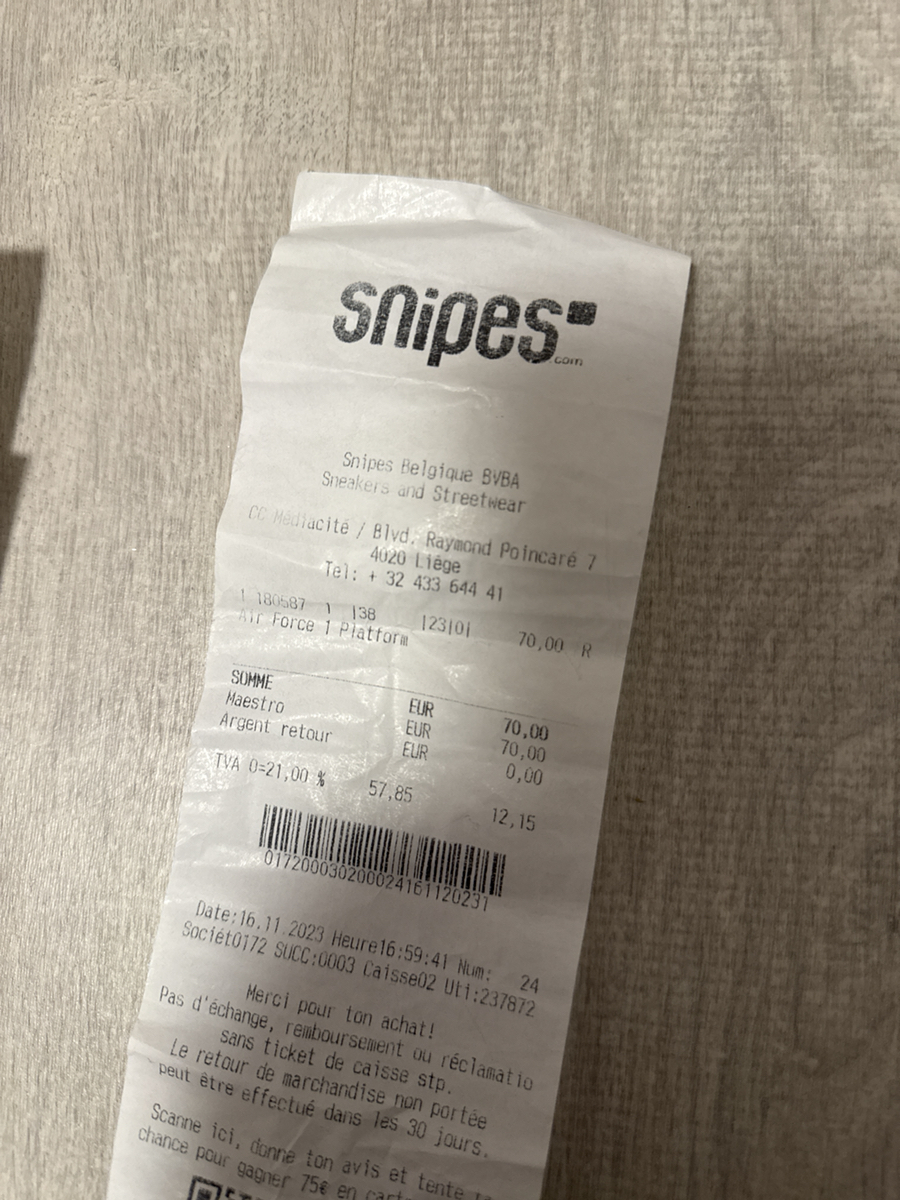 snipes
com
Snipes Belgique BVBA
Sneakers and Streetwear
CC Médiacité / Blvd. Raymond Poincaré 7
4020 Liège
Tel: + 32 433 644 41
1 180587 1 |38 |23|0| 70,00 R
Air Force 1 Platform
SOMME EUR 70,00
Maestro EUR 70,00
Argent retour EUR 0,00
TVA 0=21,00 % 57,85 12,15
01720003020002416112023
Date:16.11.2023 Heure16:59:41 Num: 24
Sociét0172 SUCC:0003 Caisse02 Uti:237872
Merci pour ton achat!
Pas d'échange, remboursement ou réclamatio
sans ticket de caisse stp.
Le retour de marchandise non portée
peut être effectué dans les 30 jours.
Scanne ici, donne ton avis et tente
chance pour gagner 75€ en